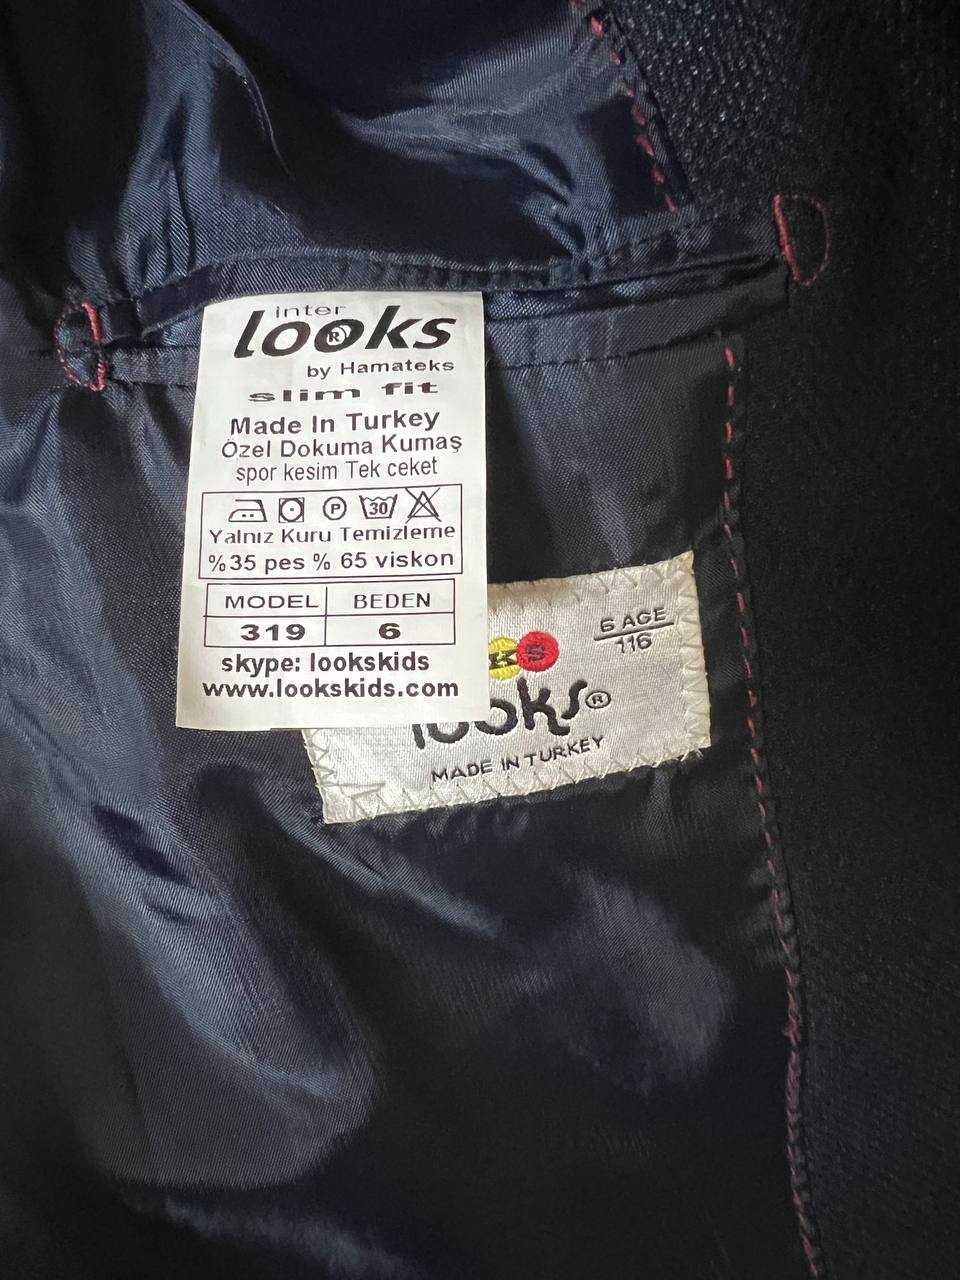 inter
looks
®
by Hamateks
slim fit
Made In Turkey
Özel Dokuma Kumaş
spor kesim Tek ceket
P 30
Yalnız Kuru Temizleme
%35 pes % 65 viskon
MODEL BEDEN
319 6
skype: lookskids
www.lookskids.com
6 AGE
116
KS
looks®
MADE IN TURKEY